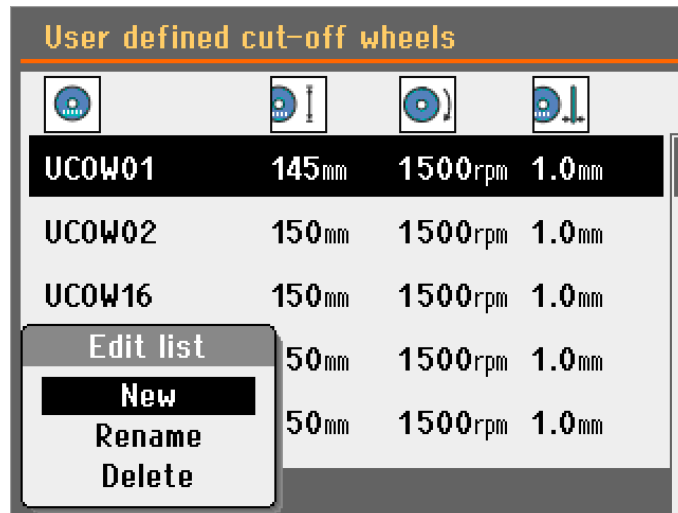 User defined cut-off wheels
UCOW01 145mm 1500rpm 1.0mm
UCOW02 150mm 1500rpm 1.0mm
UCOW16 150mm 1500rpm 1.0mm
Edit list
50mm 1500rpm 1.0mm
New
50mm 1500rpm 1.0mm
Rename
Delete